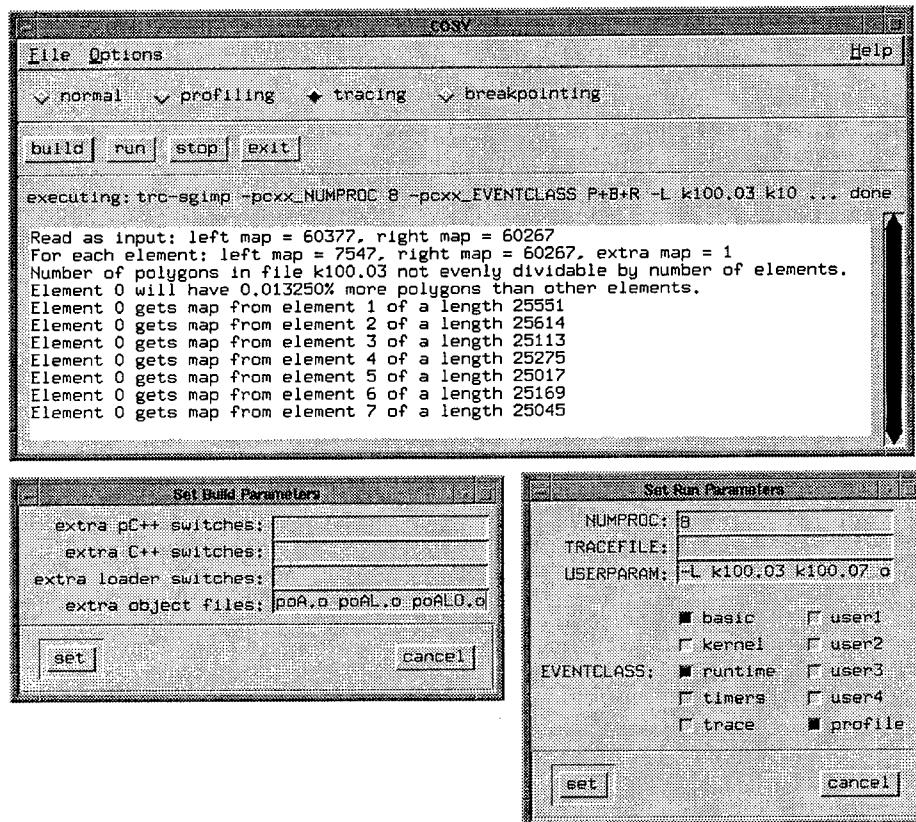 COSY
File Options Help
normal profiling tracing breakpointing
build run stop exit
executing: trc-sgimp -pcxx_NUMPROC 8 -pcxx_EVENTCLASS P+B+R -L k100.03 k10 ... done
Read as input: left map = 60377, right map = 60267
For each element: left map = 7547, right map = 60267, extra map = 1
Number of polygons in file k100.03 not evenly dividable by number of elements.
Element 0 will have 0.013250% more polygons than other elements.
Element 0 gets map from element 1 of a length 25551
Element 0 gets map from element 2 of a length 25614
Element 0 gets map from element 3 of a length 25113
Element 0 gets map from element 4 of a length 25275
Element 0 gets map from element 5 of a length 25017
Element 0 gets map from element 6 of a length 25169
Element 0 gets map from element 7 of a length 25045
Set Build Parameters
extra pC++ switches:
extra C++ switches:
extra loader switches:
extra object files: poA.o poAL.o poALO.o
set cancel
Set Run Parameters
NUMPROC: 8
TRACEFILE:
USERPARAM: -L k100.03 k100.07 o
EVENTCLASS:
basic user1
kernel user2
runtime user3
timers user4
trace profile
set cancel